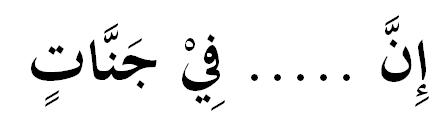 إِنَّ ..... فِيْ جَنَّاتٍ